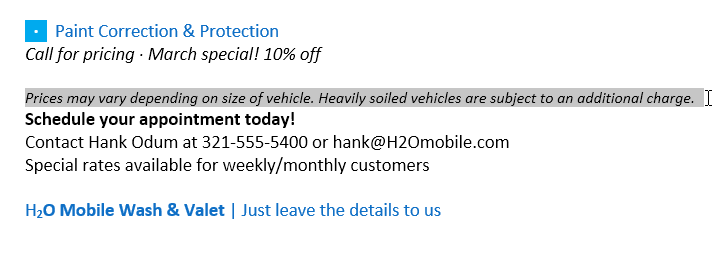 Paint Correction & Protection
Call for pricing · March special! 10% off
Prices may vary depending on size of vehicle. Heavily soiled vehicles are subject to an additional charge.
Schedule your appointment today!
Contact Hank Odum at 321-555-5400 or hank@H2Omobile.com
Special rates available for weekly/monthly customers
H₂O Mobile Wash & Valet | Just leave the details to us